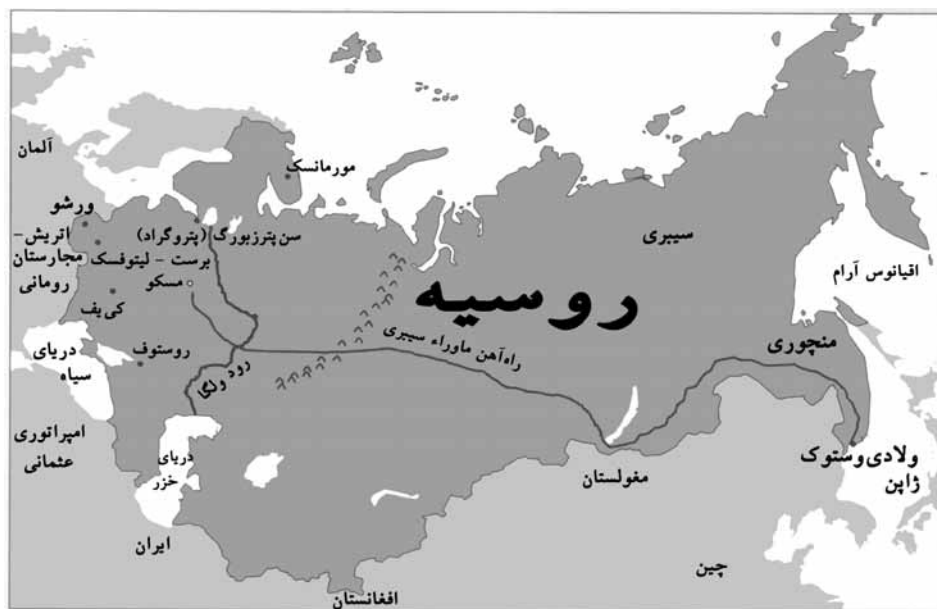 آلمان
مورمانسک
ورشو
سن پترزبورگ (پتروگراد)
اتریش-
مجارستان
برست - لیتوفسک
رومانی
مسکو
کی یف
سیبری
اقیانوس آرام
روسیه
راه آهن ماوراء سیبری
منچوری
دریای
سیاه
روستوف
رود ولگا
امپراتوری
عثمانی
دریای
خزر
مغولستان
ولادی وستوک
ژاپن
ایران
چین
افغانستان